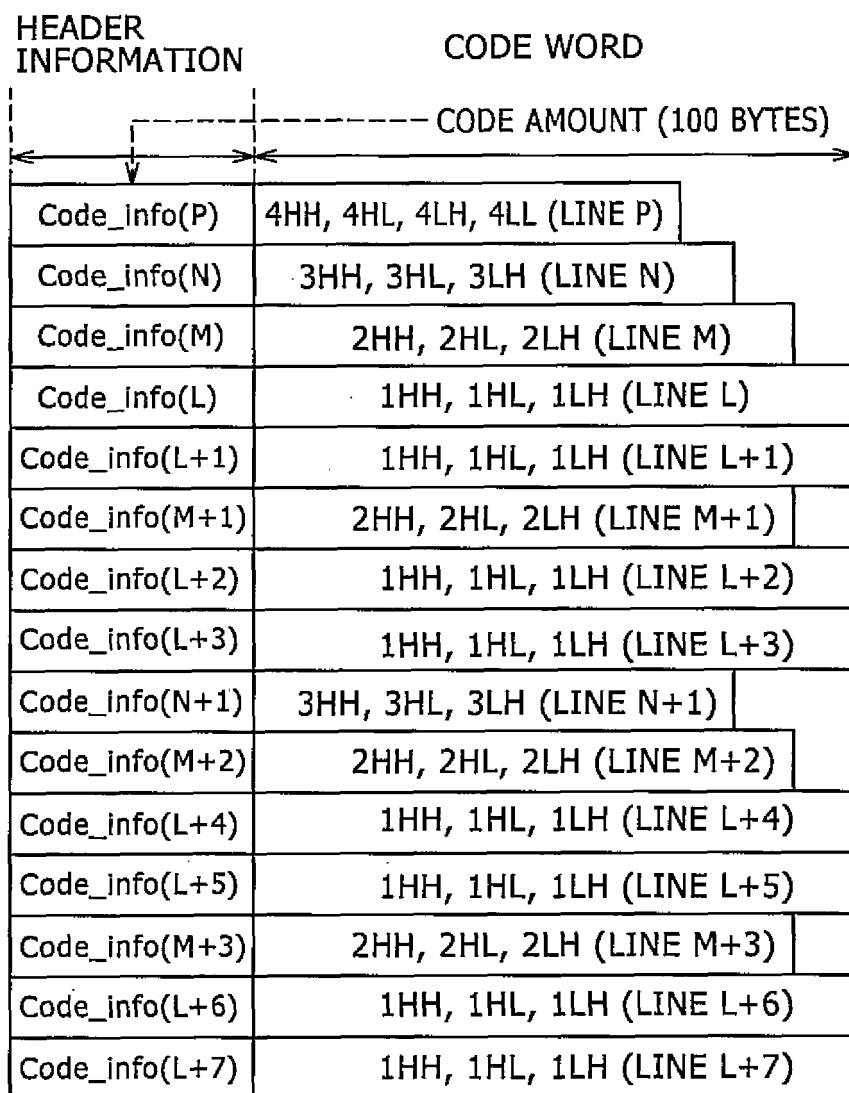 HEADER
INFORMATION
CODE WORD
CODE AMOUNT (100 BYTES)
Code_info(P) 4HH, 4HL, 4LH, 4LL (LINE P)
Code_info(N) 3HH, 3HL, 3LH (LINE N)
Code_info(M) 2HH, 2HL, 2LH (LINE M)
Code_info(L) 1HH, 1HL, 1LH (LINE L)
Code_info(L+1) 1HH, 1HL, 1LH (LINE L+1)
Code_info(M+1) 2HH, 2HL, 2LH (LINE M+1)
Code_info(L+2) 1HH, 1HL, 1LH (LINE L+2)
Code_info(L+3) 1HH, 1HL, 1LH (LINE L+3)
Code_info(N+1) 3HH, 3HL, 3LH (LINE N+1)
Code_info(M+2) 2HH, 2HL, 2LH (LINE M+2)
Code_info(L+4) 1HH, 1HL, 1LH (LINE L+4)
Code_info(L+5) 1HH, 1HL, 1LH (LINE L+5)
Code_info(M+3) 2HH, 2HL, 2LH (LINE M+3)
Code_info(L+6) 1HH, 1HL, 1LH (LINE L+6)
Code_info(L+7) 1HH, 1HL, 1LH (LINE L+7)